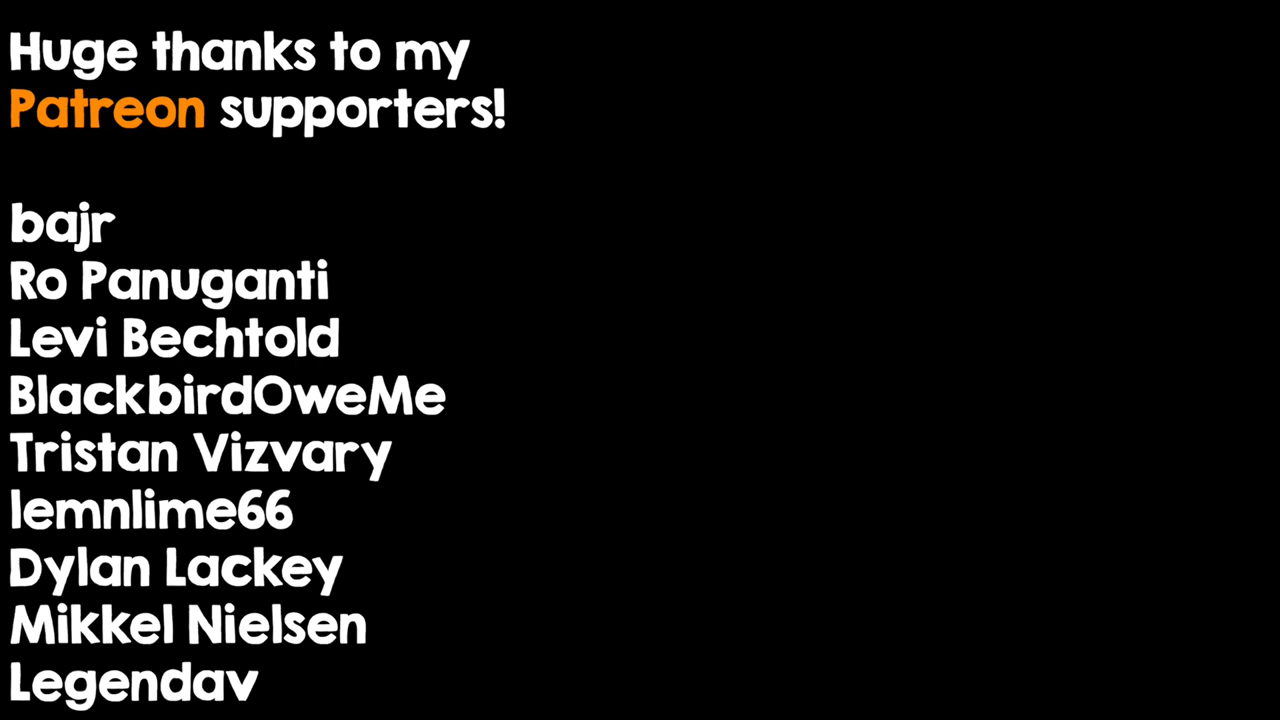 Huge thanks to my
Patreon supporters!
bajr
Ro Panuganti
Levi Bechtold
BlackbirdOweMe
Tristan Vizvary
lemnlime66
Dylan Lackey
Mikkel Nielsen
Legendav